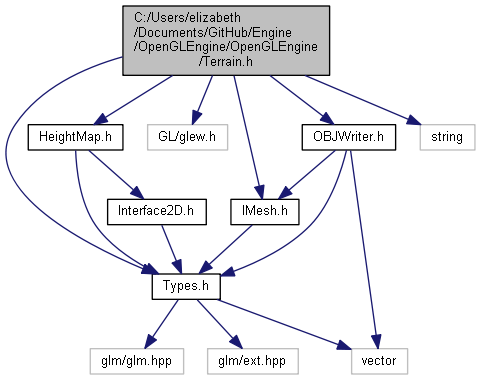 C:/Users/elizabeth
/Documents/GitHub/Engine
/OpenGLEngine/OpenGLEngine
/Terrain.h
HeightMap.h
GL/glew.h
OBJWriter.h
string
Interface2D.h
IMesh.h
Types.h
glm/glm.hpp
glm/ext.hpp
vector